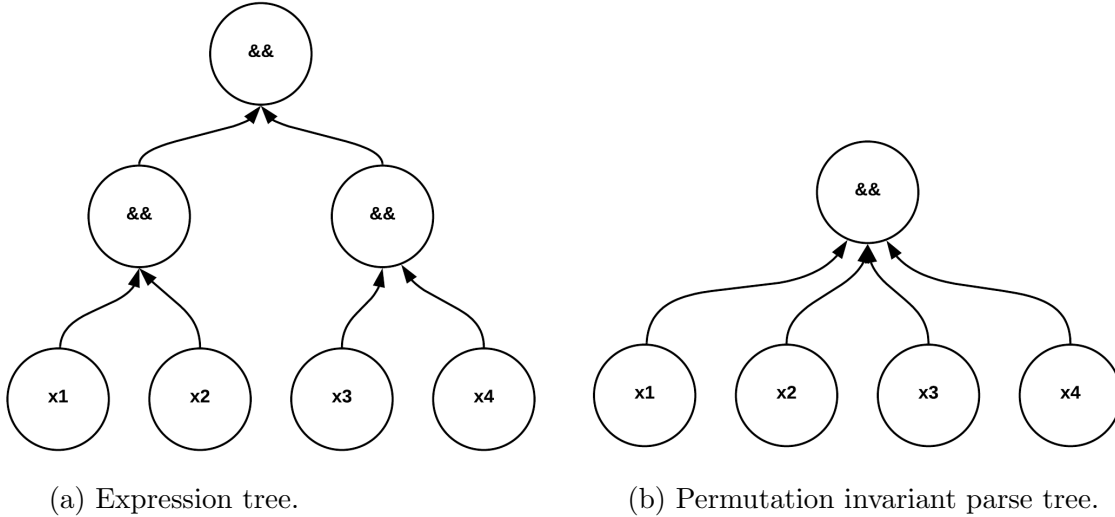 &&
&&
&& &&
x1 x2 x3 x4
x1 x2 x3 x4
(a) Expression tree.
(b) Permutation invariant parse tree.